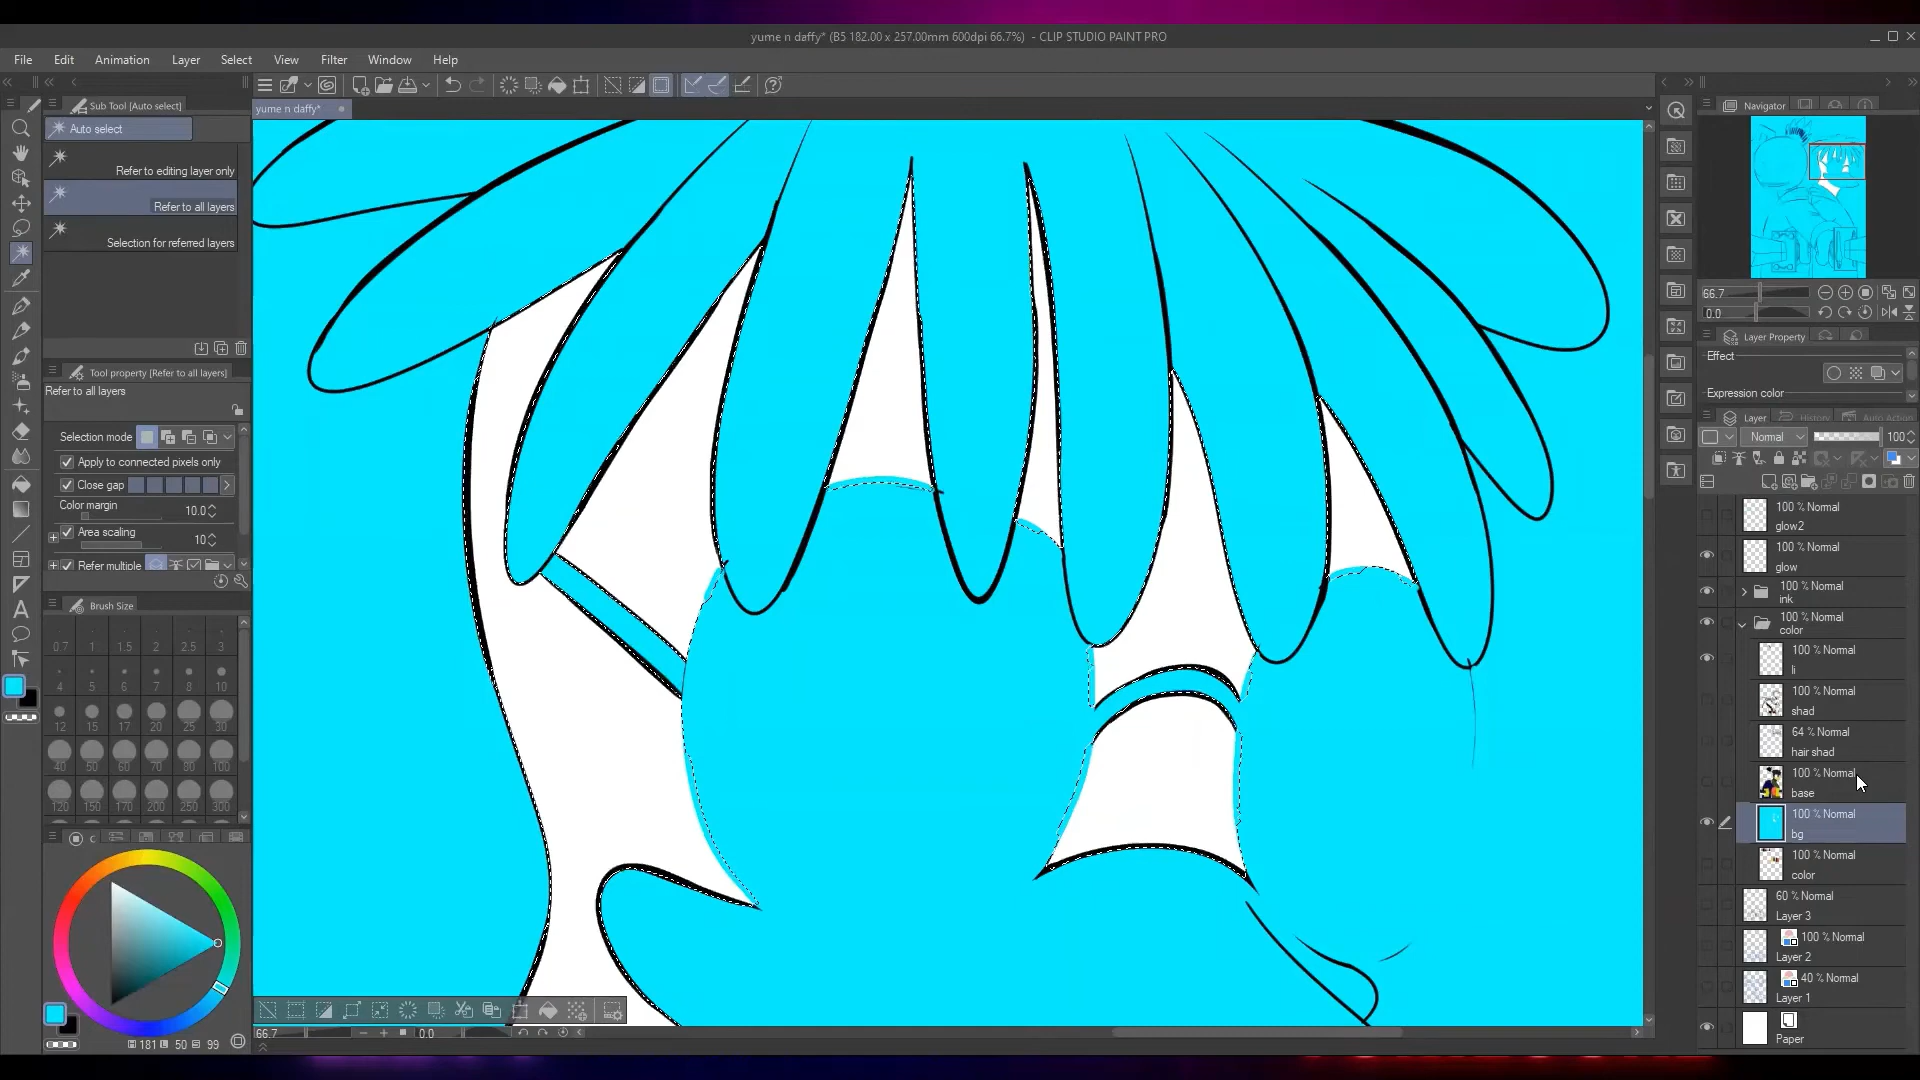 yume n daffy* (B5 182.00 x 257.00mm 600dpi 66.7%) - CLIP STUDIO PAINT PRO
File Edit Animation Layer Select View Filter Window Help
Sub Tool [Auto select]
yume n daffy*
Navigator
Auto select
Refer to editing layer only
Refer to all layers
Selection for referred layers
66.7
0.0
Layer Property
Effect
Expression color
Tool property [Refer to all layers]
Refer to all layers
Layer History Auto Action
Selection mode
Normal 100
Apply to connected pixels only
Close gap
Color margin
10.0
Area scaling
10
Refer multiple
Brush Size
0.7 1 1.5 2 2.5 3
4 5 6 7 8 10
12 15 17 20 25 30
40 50 60 70 80 100
120 150 170 200 250 300
100 % Normal
glow2
100 % Normal
glow
100 % Normal
ink
100 % Normal
color
100 % Normal
li
100 % Normal
shad
64 % Normal
hair shad
100 % Normal
base
100 % Normal
bg
100 % Normal
color
60 % Normal
Layer 3
100 % Normal
Layer 2
40 % Normal
Layer 1
Paper
C
H 181 L 50 S 99
66.7
0.0